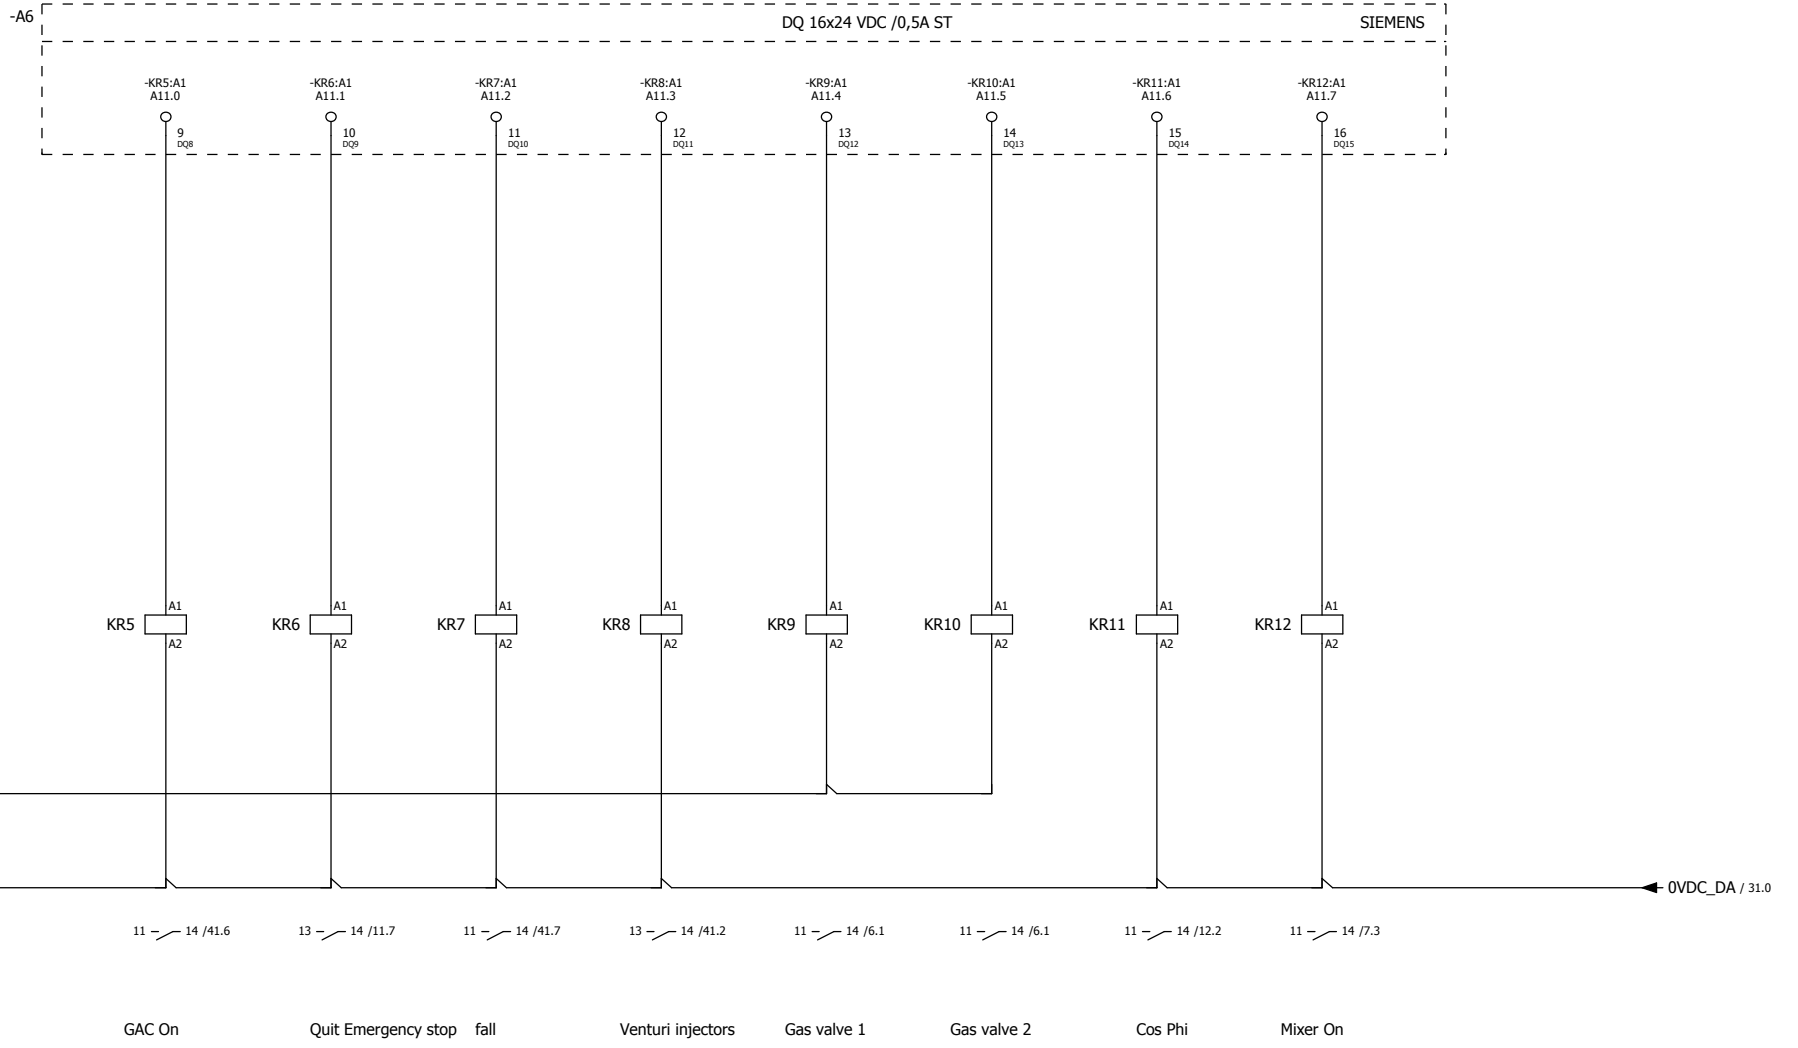 -A6 DQ 16x24 VDC /0,5A ST SIEMENS
-KR5:A1 -KR6:A1 -KR7:A1 -KR8:A1 -KR9:A1 -KR10:A1 -KR11:A1 -KR12:A1
A11.0 A11.1 A11.2 A11.3 A11.4 A11.5 A11.6 A11.7
9 10 11 12 13 14 15 16
DQ8 DQ9 DQ10 DQ11 DQ12 DQ13 DQ14 DQ15
A1 A1 A1 A1 A1 A1 A1 A1
KR5 KR6 KR7 KR8 KR9 KR10 KR11 KR12
A2 A2 A2 A2 A2 A2 A2 A2
0VDC_DA / 31.0
11 14 /41.6 13 14 /11.7 11 14 /41.7 13 14 /41.2 11 14 /6.1 11 14 /6.1 11 14 /12.2 11 14 /7.3
GAC On Quit Emergency stop fall Venturi injectors Gas valve 1 Gas valve 2 Cos Phi Mixer On